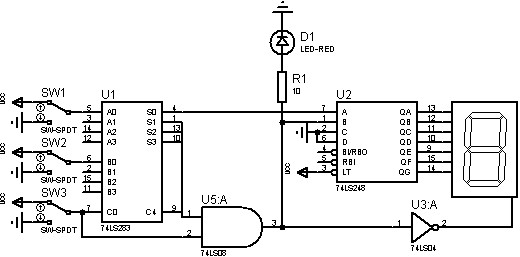 D1
LED-RED
R1
10
SW1
VCC
SW-SPDT
SW2
VCC
SW-SPDT
SW3
VCC
SW-SPDT
U1
5 A0 S0 4
3 A1 S1 1
14 A2 S2 13
12 A3 S3 10
6 B0
2 B1
15 B2
11 B3
7 C0 C4 9
74LS283
U5:A
1
2
3
74LS08
U2
7 A QA 13
1 B QB 12
2 C QC 11
6 D QD 10
4 BI/RBO QE 9
5 RBI QF 15
3 LT QG 14
VCC
74LS248
U3:A
1 2
74LS04